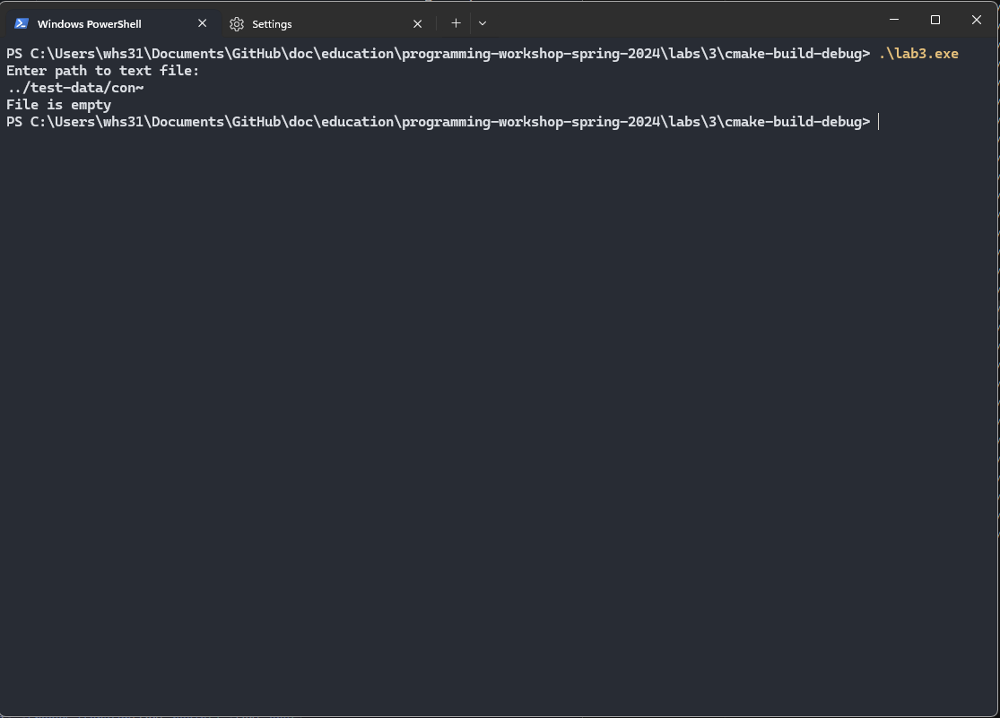 Windows PowerShell
Settings
PS C:\Users\whs31\Documents\GitHub\doc\education\programming-workshop-spring-2024\labs\3\cmake-build-debug> .\lab3.exe
Enter path to text file:
../test-data/con~
File is empty
PS C:\Users\whs31\Documents\GitHub\doc\education\programming-workshop-spring-2024\labs\3\cmake-build-debug>